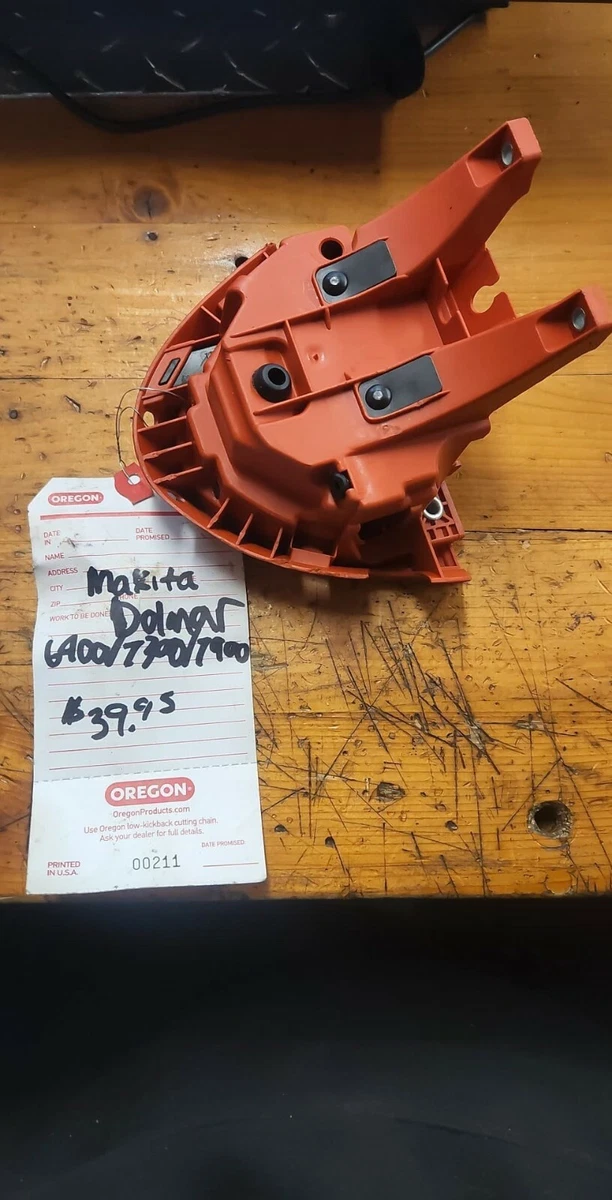 OREGON
DATE IN
DATE PROMISED
NAME
ADDRESS
CITY
Makita
ZIP
WORK TO BE DONE
Dolmar
6400/7300/7900
$39.95
OREGON®
OregonProducts.com
Use Oregon low-kickback cutting chain.
Ask your dealer for full details.
DATE PROMISED
PRINTED
IN U.S.A.
00211